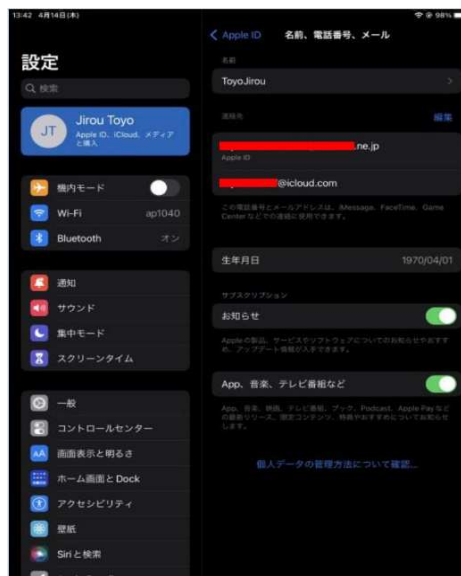 13:42 4月14日(木)
98%
設定
検索
JT
Jirou Toyo
Apple ID、iCloud、メディア
と購入
機内モード
Wi-Fi ap1040
Bluetooth オン
通知
サウンド
集中モード
スクリーンタイム
一般
コントロールセンター
AA 画面表示と明るさ
ホーム画面とDock
アクセシビリティ
壁紙
Siriと検索
Apple ID 名前、電話番号、メール
名前
ToyoJirou
連絡先 編集
.ne.jp
Apple ID
@icloud.com
この電話番号とメールアドレスは、iMessage、FaceTime、Game
Centerなどでの連絡に使用できます。
生年月日 1970/04/01
サブスクリプション
お知らせ
Appleの製品、サービスやソフトウェアについてのお知らせやおすす
め、アップデート情報が入手できます。
App、音楽、テレビ番組など
App、音楽、映画、テレビ番組、ブック、Podcast、Apple Payなど
の最新リリース、限定コンテンツ、特典やおすすめについてお知らせ
します。
個人データの管理方法について確認...